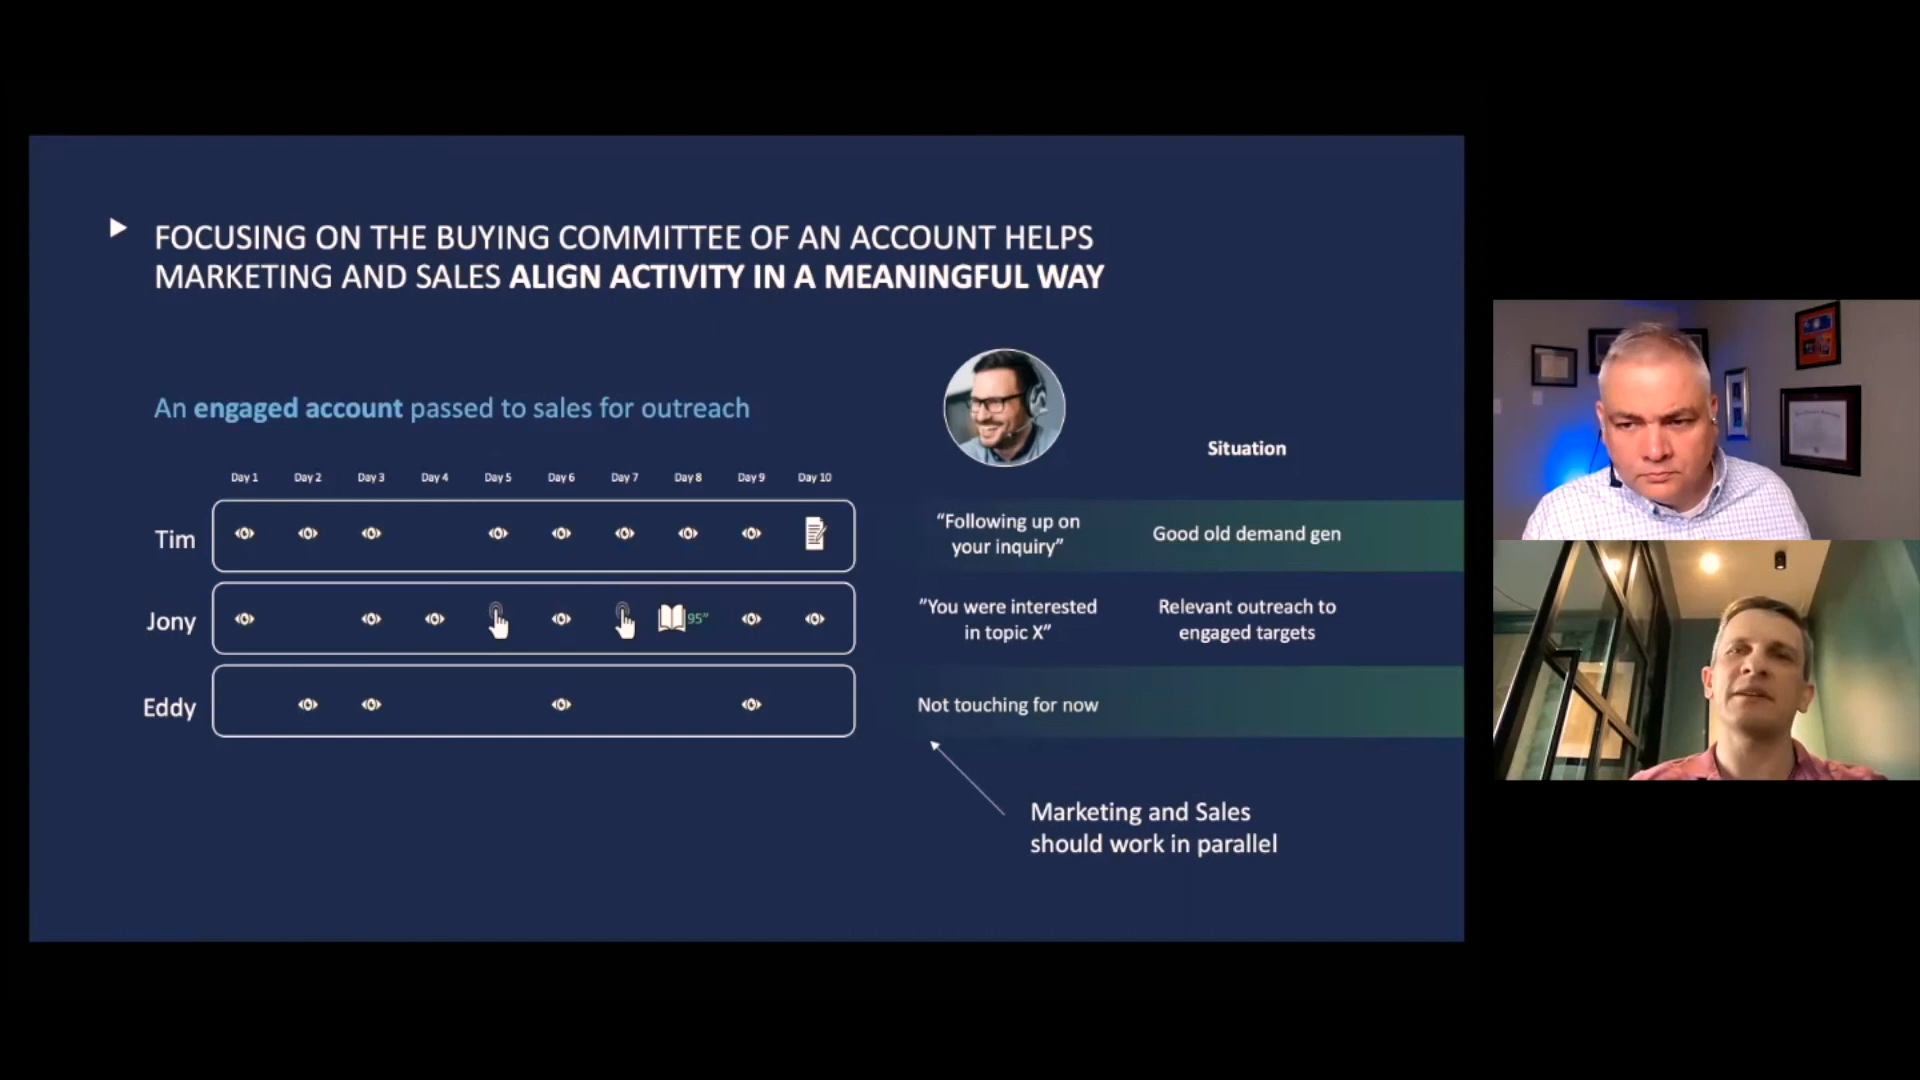 FOCUSING ON THE BUYING COMMITTEE OF AN ACCOUNT HELPS
MARKETING AND SALES ALIGN ACTIVITY IN A MEANINGFUL WAY
An engaged account passed to sales for outreach
Situation
Day 1 Day 2 Day 3 Day 4 Day 5 Day 6 Day 7 Day 8 Day 9 Day 10
Tim
“Following up on
your inquiry”
Good old demand gen
Jony
95”
”You were interested
in topic X”
Relevant outreach to
engaged targets
Eddy
Not touching for now
Marketing and Sales
should work in parallel